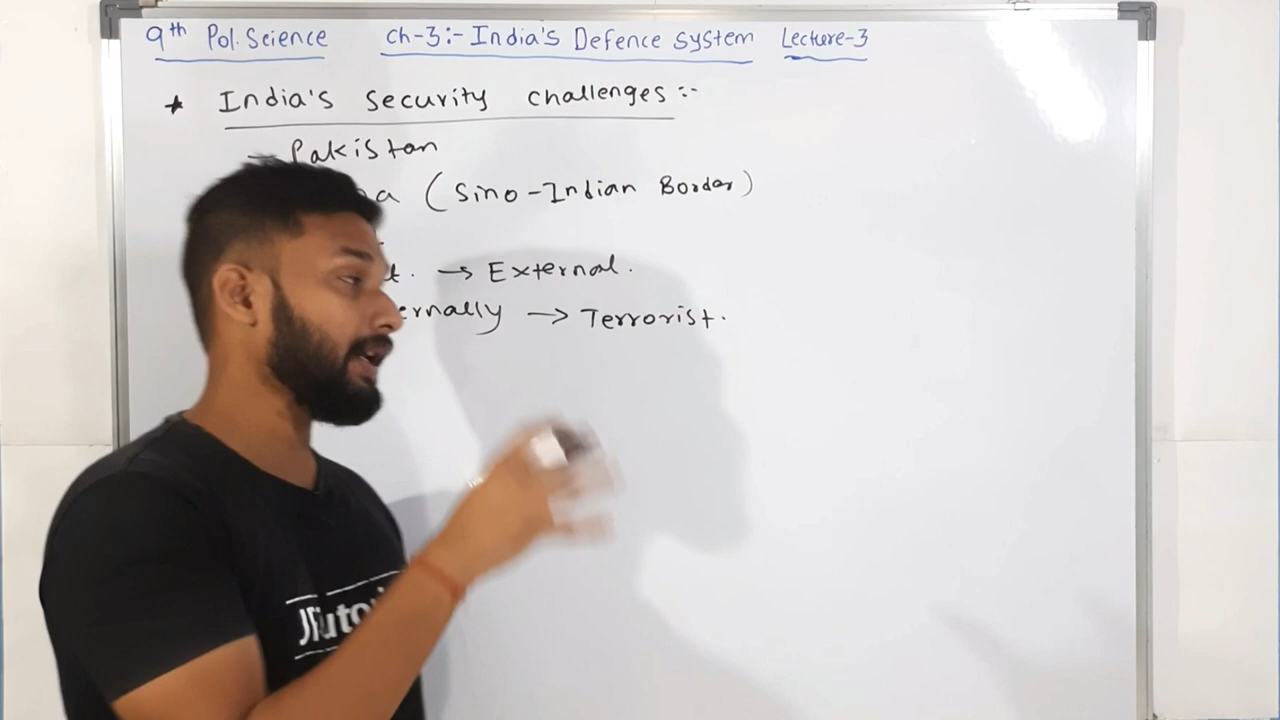 9th Pol. Science Ch-3:- India's Defence system Lecture-3
* India's security challenges :-
→ Pakistan
(Sino-Indian Border)
→ External.
→ Terrorist.